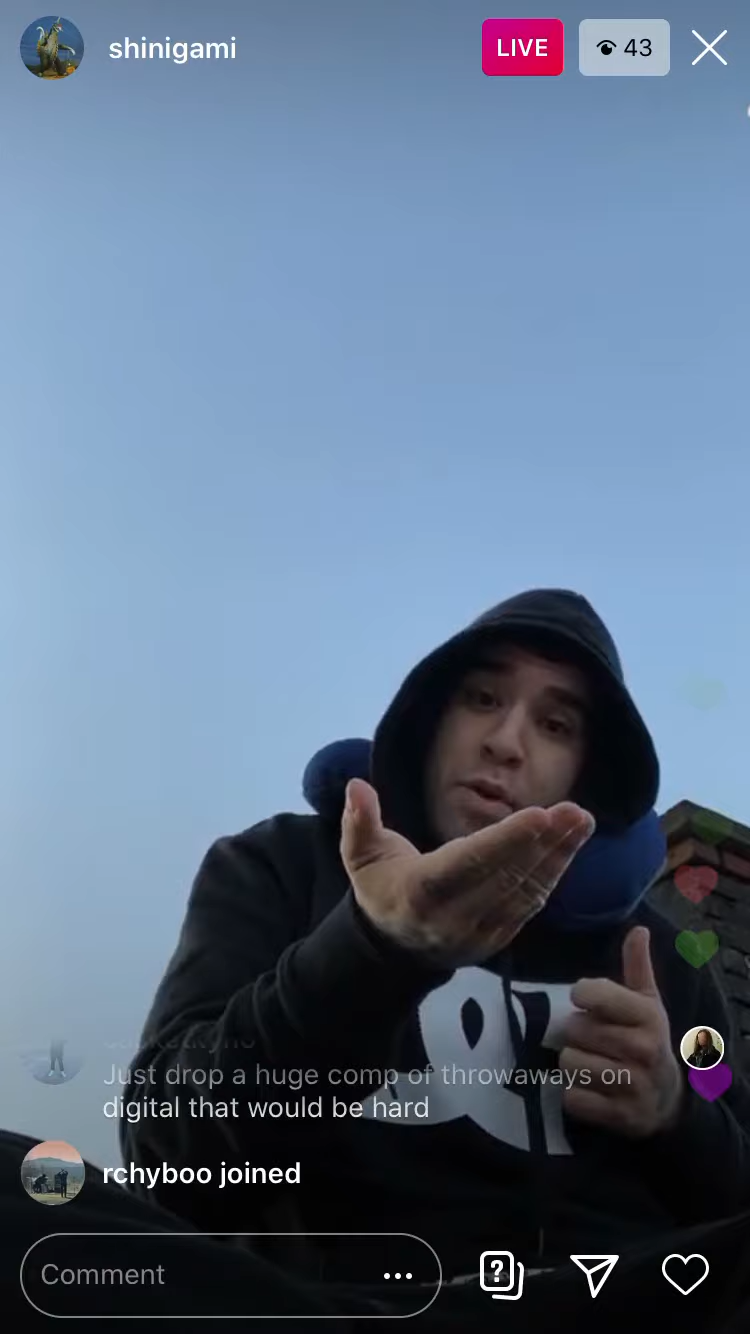 shinigami
LIVE
43
Just drop a huge comp of throwaways on
digital that would be hard
rchyboo joined
Comment